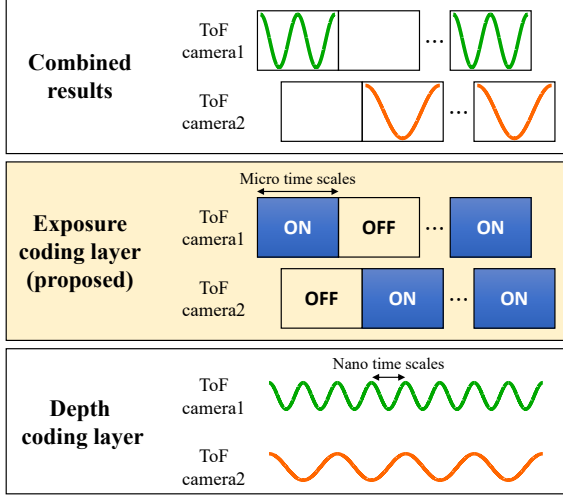 Combined
results
ToF
camera1
...
ToF
camera2
...
Exposure
coding layer
(proposed)
Micro time scales
ToF
camera1
ON
OFF
...
ON
ToF
camera2
OFF
ON
...
ON
Depth
coding layer
Nano time scales
ToF
camera1
ToF
camera2